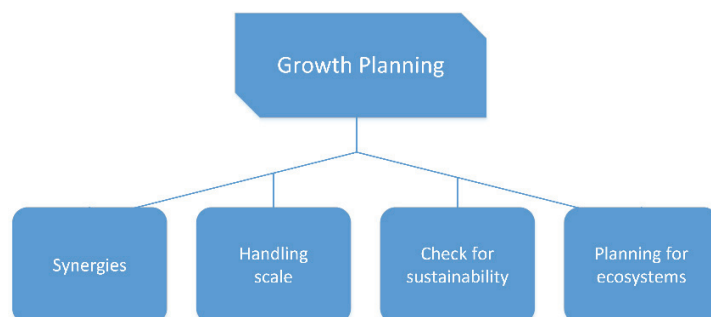 Growth Planning
Synergies
Handling
scale
Check for
sustainability
Planning for
ecosystems